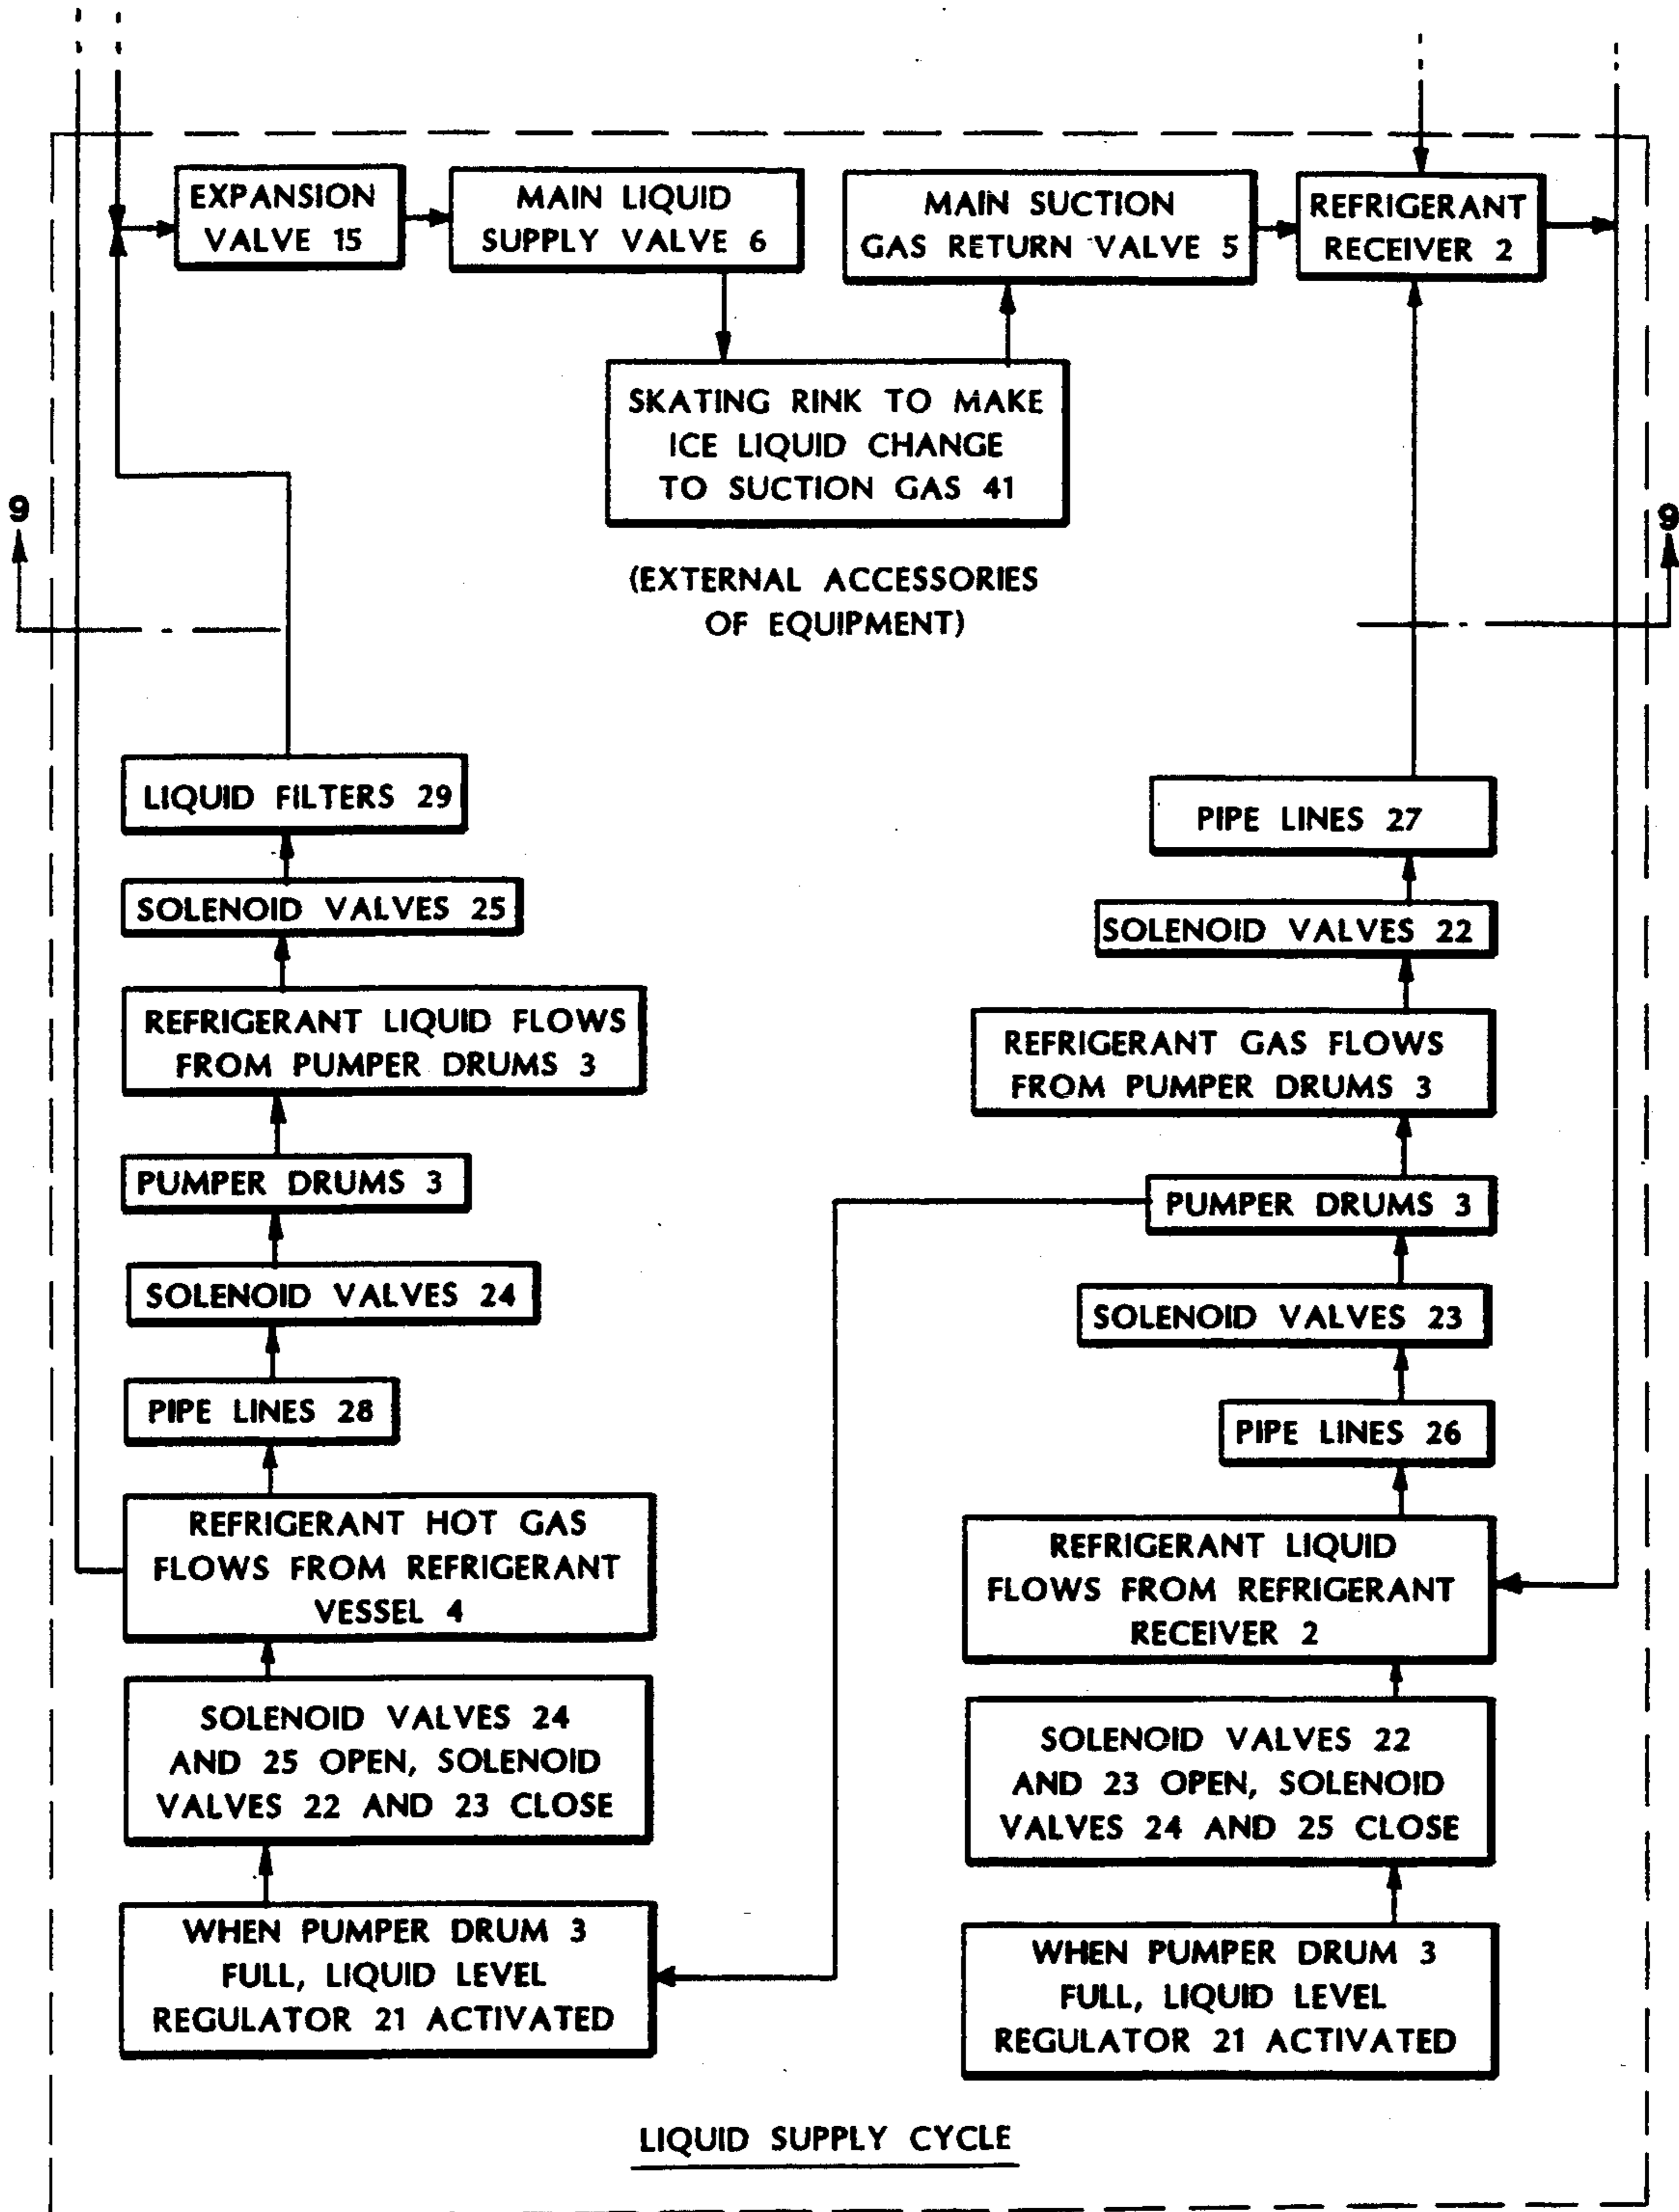 EXPANSION
VALVE 15
MAIN LIQUID
SUPPLY VALVE 6
MAIN SUCTION
GAS RETURN VALVE 5
REFRIGERANT
RECEIVER 2
SKATING RINK TO MAKE
ICE LIQUID CHANGE
TO SUCTION GAS 41
9
9
(EXTERNAL ACCESSORIES
OF EQUIPMENT)
LIQUID FILTERS 29
SOLENOID VALVES 25
REFRIGERANT LIQUID FLOWS
FROM PUMPER DRUMS 3
PUMPER DRUMS 3
SOLENOID VALVES 24
PIPE LINES 28
REFRIGERANT HOT GAS
FLOWS FROM REFRIGERANT
VESSEL 4
SOLENOID VALVES 24
AND 25 OPEN, SOLENOID
VALVES 22 AND 23 CLOSE
WHEN PUMPER DRUM 3
FULL, LIQUID LEVEL
REGULATOR 21 ACTIVATED
PIPE LINES 27
SOLENOID VALVES 22
REFRIGERANT GAS FLOWS
FROM PUMPER DRUMS 3
PUMPER DRUMS 3
SOLENOID VALVES 23
PIPE LINES 26
REFRIGERANT LIQUID
FLOWS FROM REFRIGERANT
RECEIVER 2
SOLENOID VALVES 22
AND 23 OPEN, SOLENOID
VALVES 24 AND 25 CLOSE
WHEN PUMPER DRUM 3
FULL, LIQUID LEVEL
REGULATOR 21 ACTIVATED
LIQUID SUPPLY CYCLE